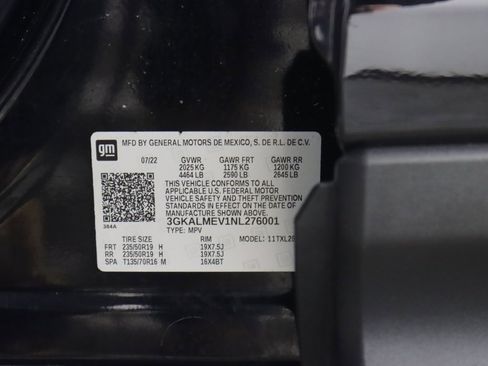 gm
MFD BY GENERAL MOTORS DE MEXICO, S. DE R.L. DE C.V.
07/22 GVWR GAWR FRT GAWR RR
2025 KG 1175 KG 1200 KG
4464 LB 2590 LB 2645 LB
THIS VEHICLE CONFORMS TO ALL
APPLICABLE U.S. FEDERAL MOTOR
VEHICLE SAFETY AND THEFT PREVENTION
STANDARDS IN EFFECT ON THE DATE OF
MANUFACTURE SHOWN ABOVE.
384A 3GKALMEV1NL276001
TYPE: MPV
TIRE SIZE RIM MODEL: 11TXL26
FRT 235/50R19 H 19X7.5J
RR 235/50R19 H 19X7.5J
SPA T135/70R16 M 16X4BT